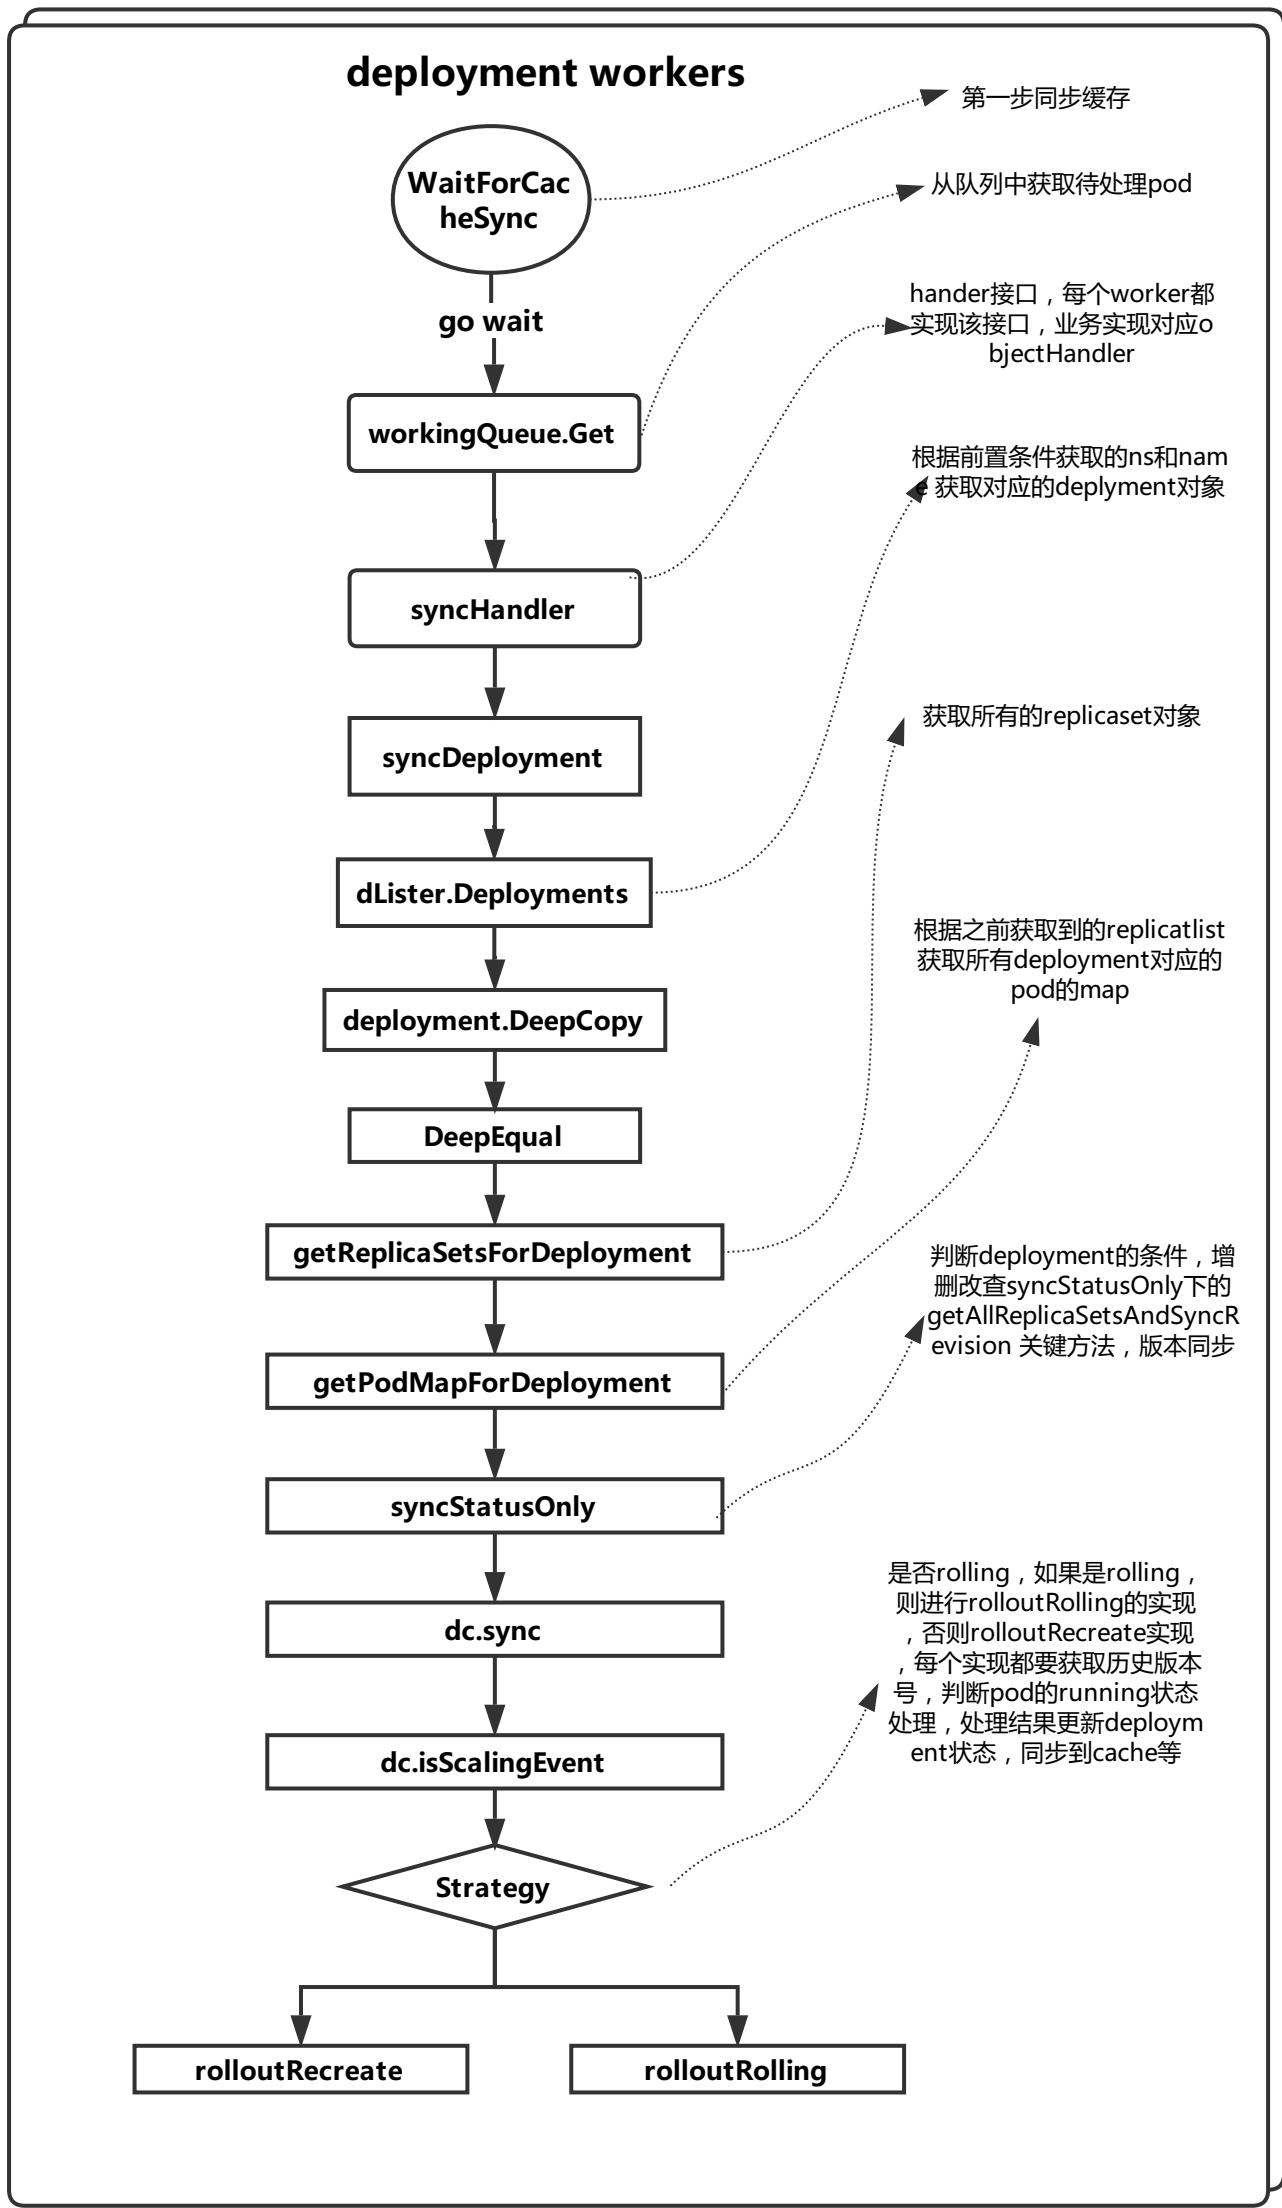 deployment workers
第一步同步缓存
WaitForCac
heSync
从队列中获取待处理pod
go wait
hander接口，每个worker都
实现该接口，业务实现对应o
bjectHandler
workingQueue.Get
根据前置条件获取的ns和nam
e 获取对应的deplyment对象
syncHandler
获取所有的replicaset对象
syncDeployment
dLister.Deployments
根据之前获取到的replicatlist
获取所有deployment对应的
pod的map
deployment.DeepCopy
DeepEqual
getReplicaSetsForDeployment
判断deployment的条件，增
删改查syncStatusOnly下的
getAllReplicaSetsAndSyncR
evision 关键方法，版本同步
getPodMapForDeployment
syncStatusOnly
是否rolling，如果是rolling，
则进行rolloutRolling的实现
，否则rolloutRecreate实现
，每个实现都要获取历史版本
号，判断pod的running状态
处理，处理结果更新deploym
ent状态，同步到cache等
dc.sync
dc.isScalingEvent
Strategy
rolloutRecreate
rolloutRolling